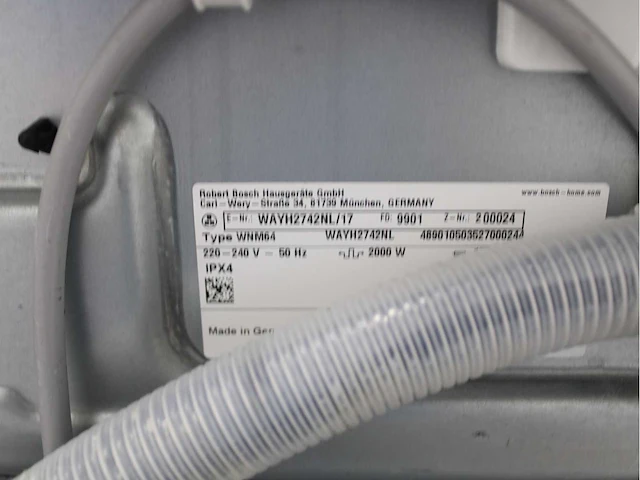 Robert Bosch Hausgeräte GmbH
Carl-Wery-Straße 34, 81739 München, GERMANY
www.bosch-home.com
E-Nr.: WAYH2742NL/17 FD: 9901 Z-Nr.: 200024
Type WNM64 WAYH2742NL
220-240 V - 50 Hz 2000 W
IPX4
Made in